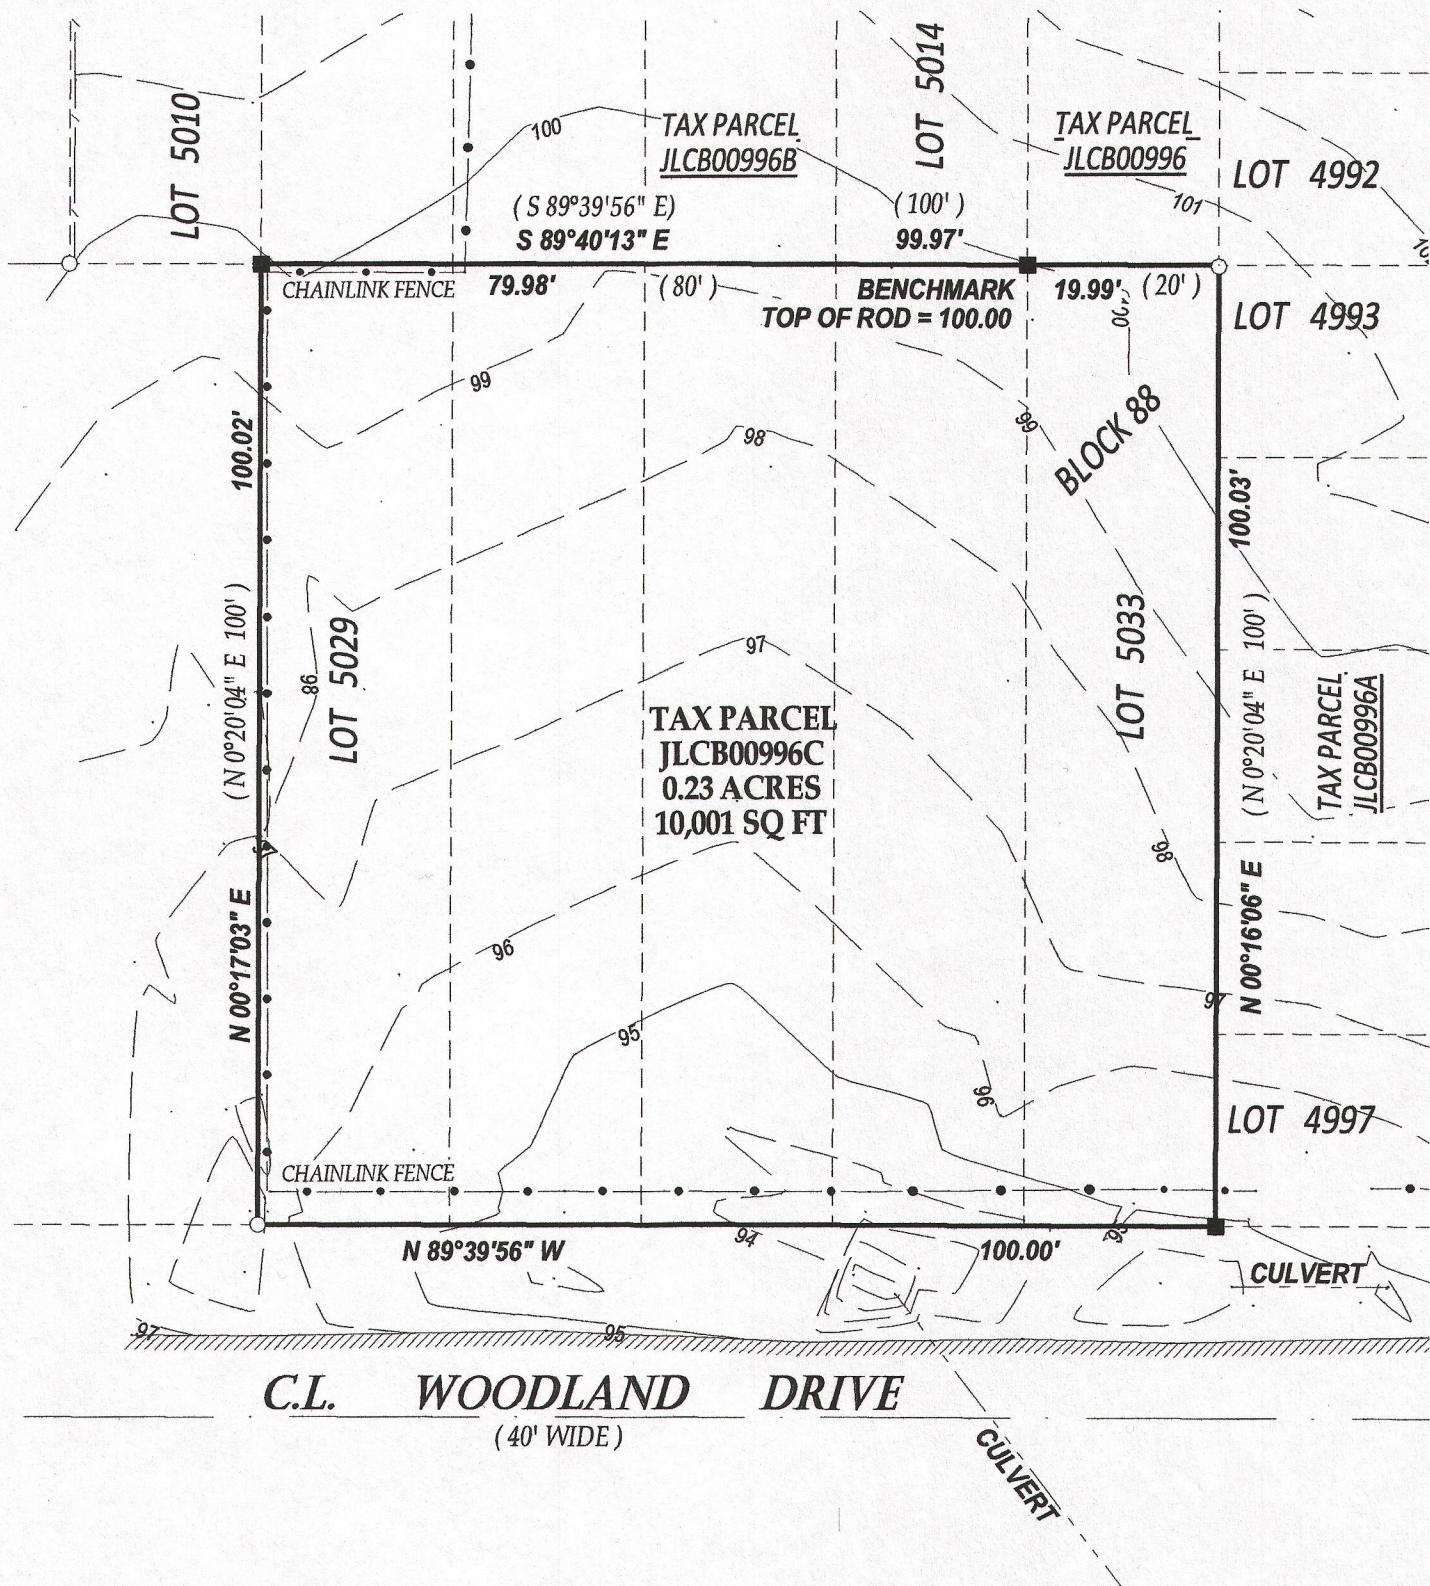 LOT 5010
100
TAX PARCEL
JLCB00996B
LOT 5014
TAX PARCEL
JLCB00996
LOT 4992
101
( S 89°39'56" E)
S 89°40'13" E
( 100' )
99.97'
CHAINLINK FENCE
79.98'
( 80' )
BENCHMARK
TOP OF ROD = 100.00
19.99'
( 20' )
LOT 4993
99
98
99
BLOCK 88
100.02'
( N 0°20'04" E 100' )
N 00°17'03" E
98
LOT 5029
97
TAX PARCEL
JLCB00996C
0.23 ACRES
10,001 SQ FT
LOT 5033
98
100.03'
( N 0°20'04" E 100' )
N 00°16'06" E
TAX PARCEL
JLCB00996A
96
97
95
96
LOT 4997
CHAINLINK FENCE
N 89°39'56" W
94
100.00'
CULVERT
97
95
C.L. WOODLAND DRIVE
( 40' WIDE )
CULVERT